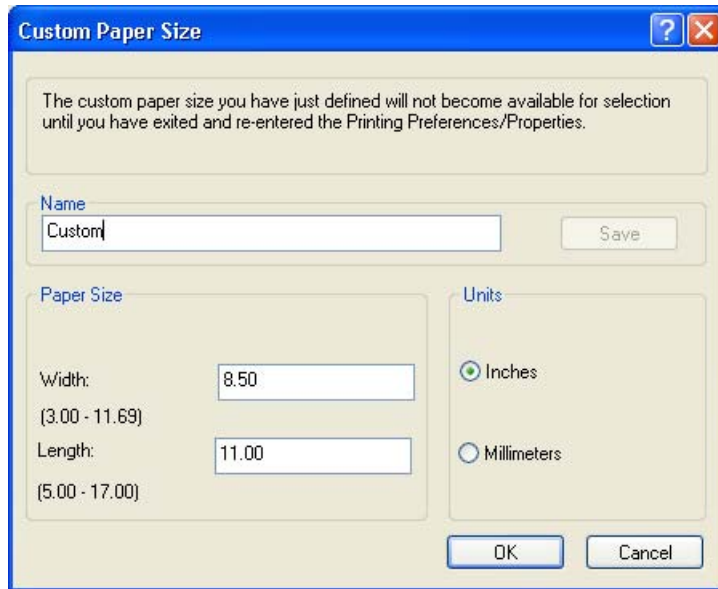 Custom Paper Size
The custom paper size you have just defined will not become available for selection
until you have exited and re-entered the Printing Preferences/Properties.
Name
Custom
Save
Paper Size
Width:
8.50
(3.00 - 11.69)
Length:
11.00
(5.00 - 17.00)
Units
Inches
Millimeters
OK
Cancel